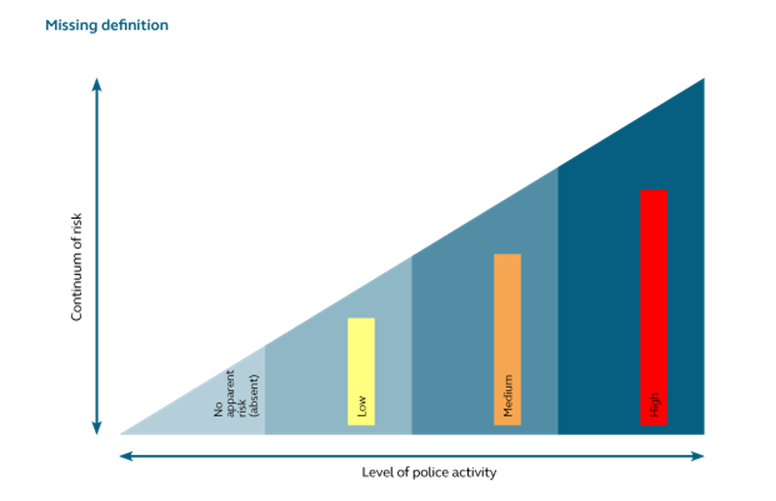 Missing definition
Continuum of risk
No
apparent
risk
(absent)
Low
Medium
High
Level of police activity